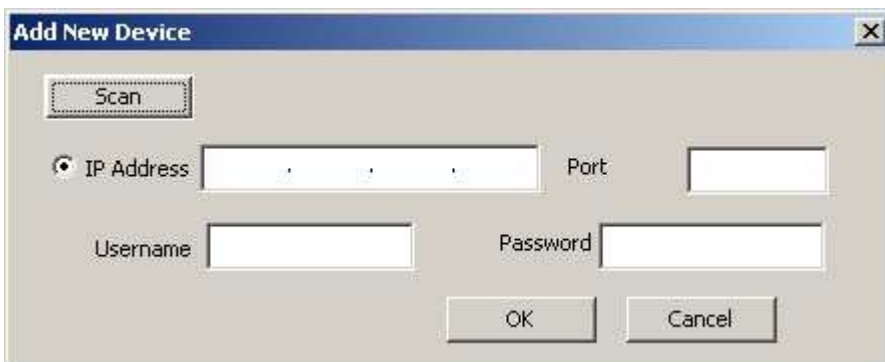 Add New Device
Scan
IP Address . . . Port
Username Password
OK Cancel